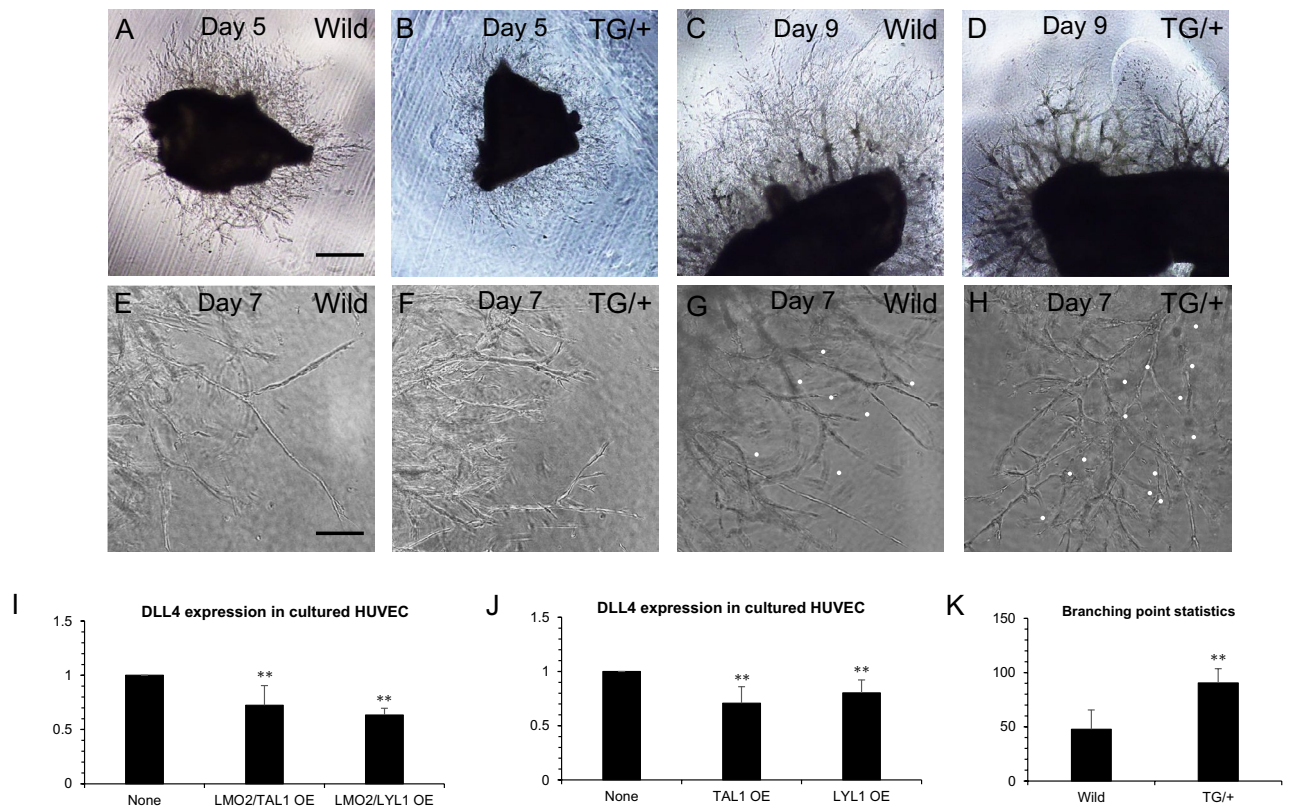 A Day 5 Wild
B Day 5 TG/+
C Day 9 Wild
D Day 9 TG/+
E Day 7 Wild
F Day 7 TG/+
G Day 7 Wild
H Day 7 TG/+
I
DLL4 expression in cultured HUVEC
1.5
1
0.5
0
**
**
None
LMO2/TAL1 OE
LMO2/LYL1 OE
J
DLL4 expression in cultured HUVEC
1.5
1
0.5
0
**
**
None
TAL1 OE
LYL1 OE
K
Branching point statistics
150
100
50
0
**
Wild
TG/+